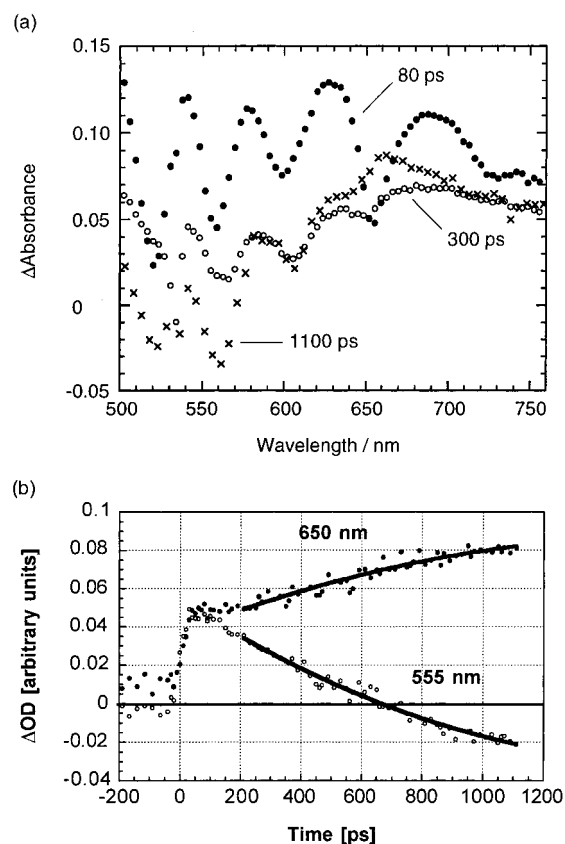 (a)
0.15
0.10
0.05
0
-0.05
ΔAbsorbance
80 ps
300 ps
1100 ps
500 550 600 650 700 750
Wavelength / nm
(b)
0.1
0.08
0.06
0.04
0.02
0
-0.02
-0.04
ΔOD [arbitrary units]
650 nm
555 nm
-200 0 200 400 600 800 1000 1200
Time [ps]